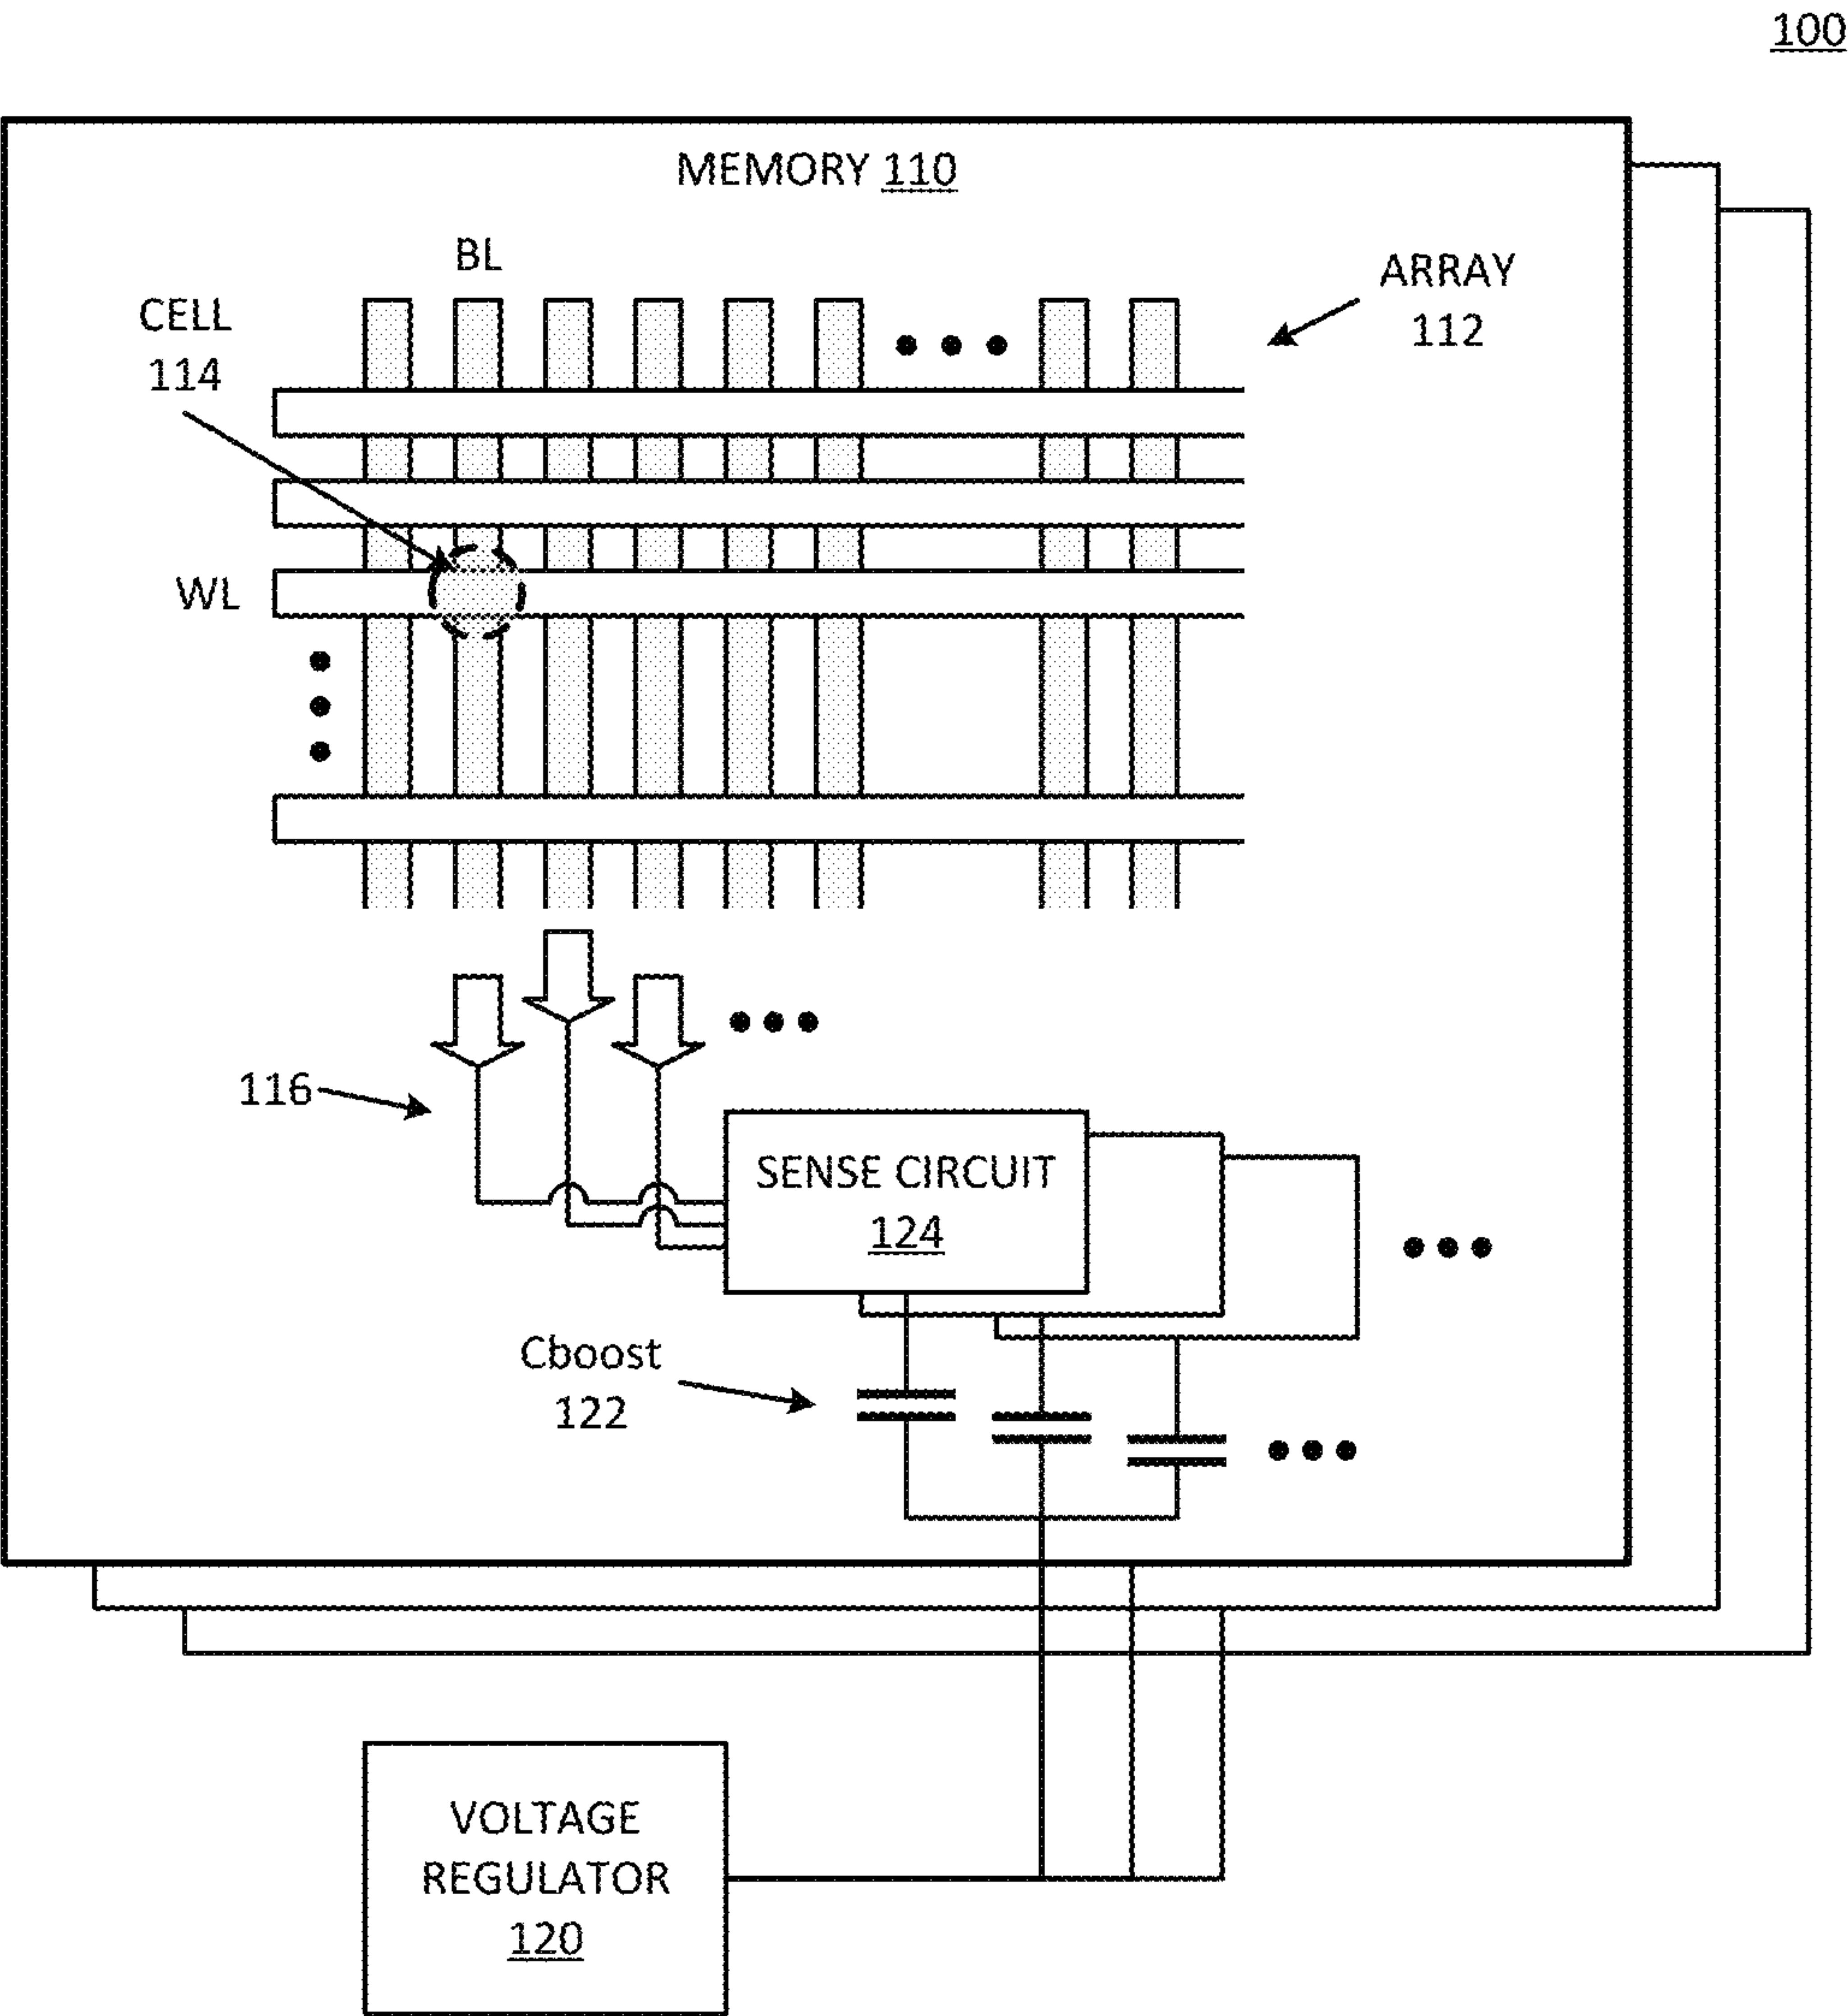 100
MEMORY 110
BL
CELL
114
ARRAY
112
WL
116
SENSE CIRCUIT
124
Cboost
122
VOLTAGE
REGULATOR
120